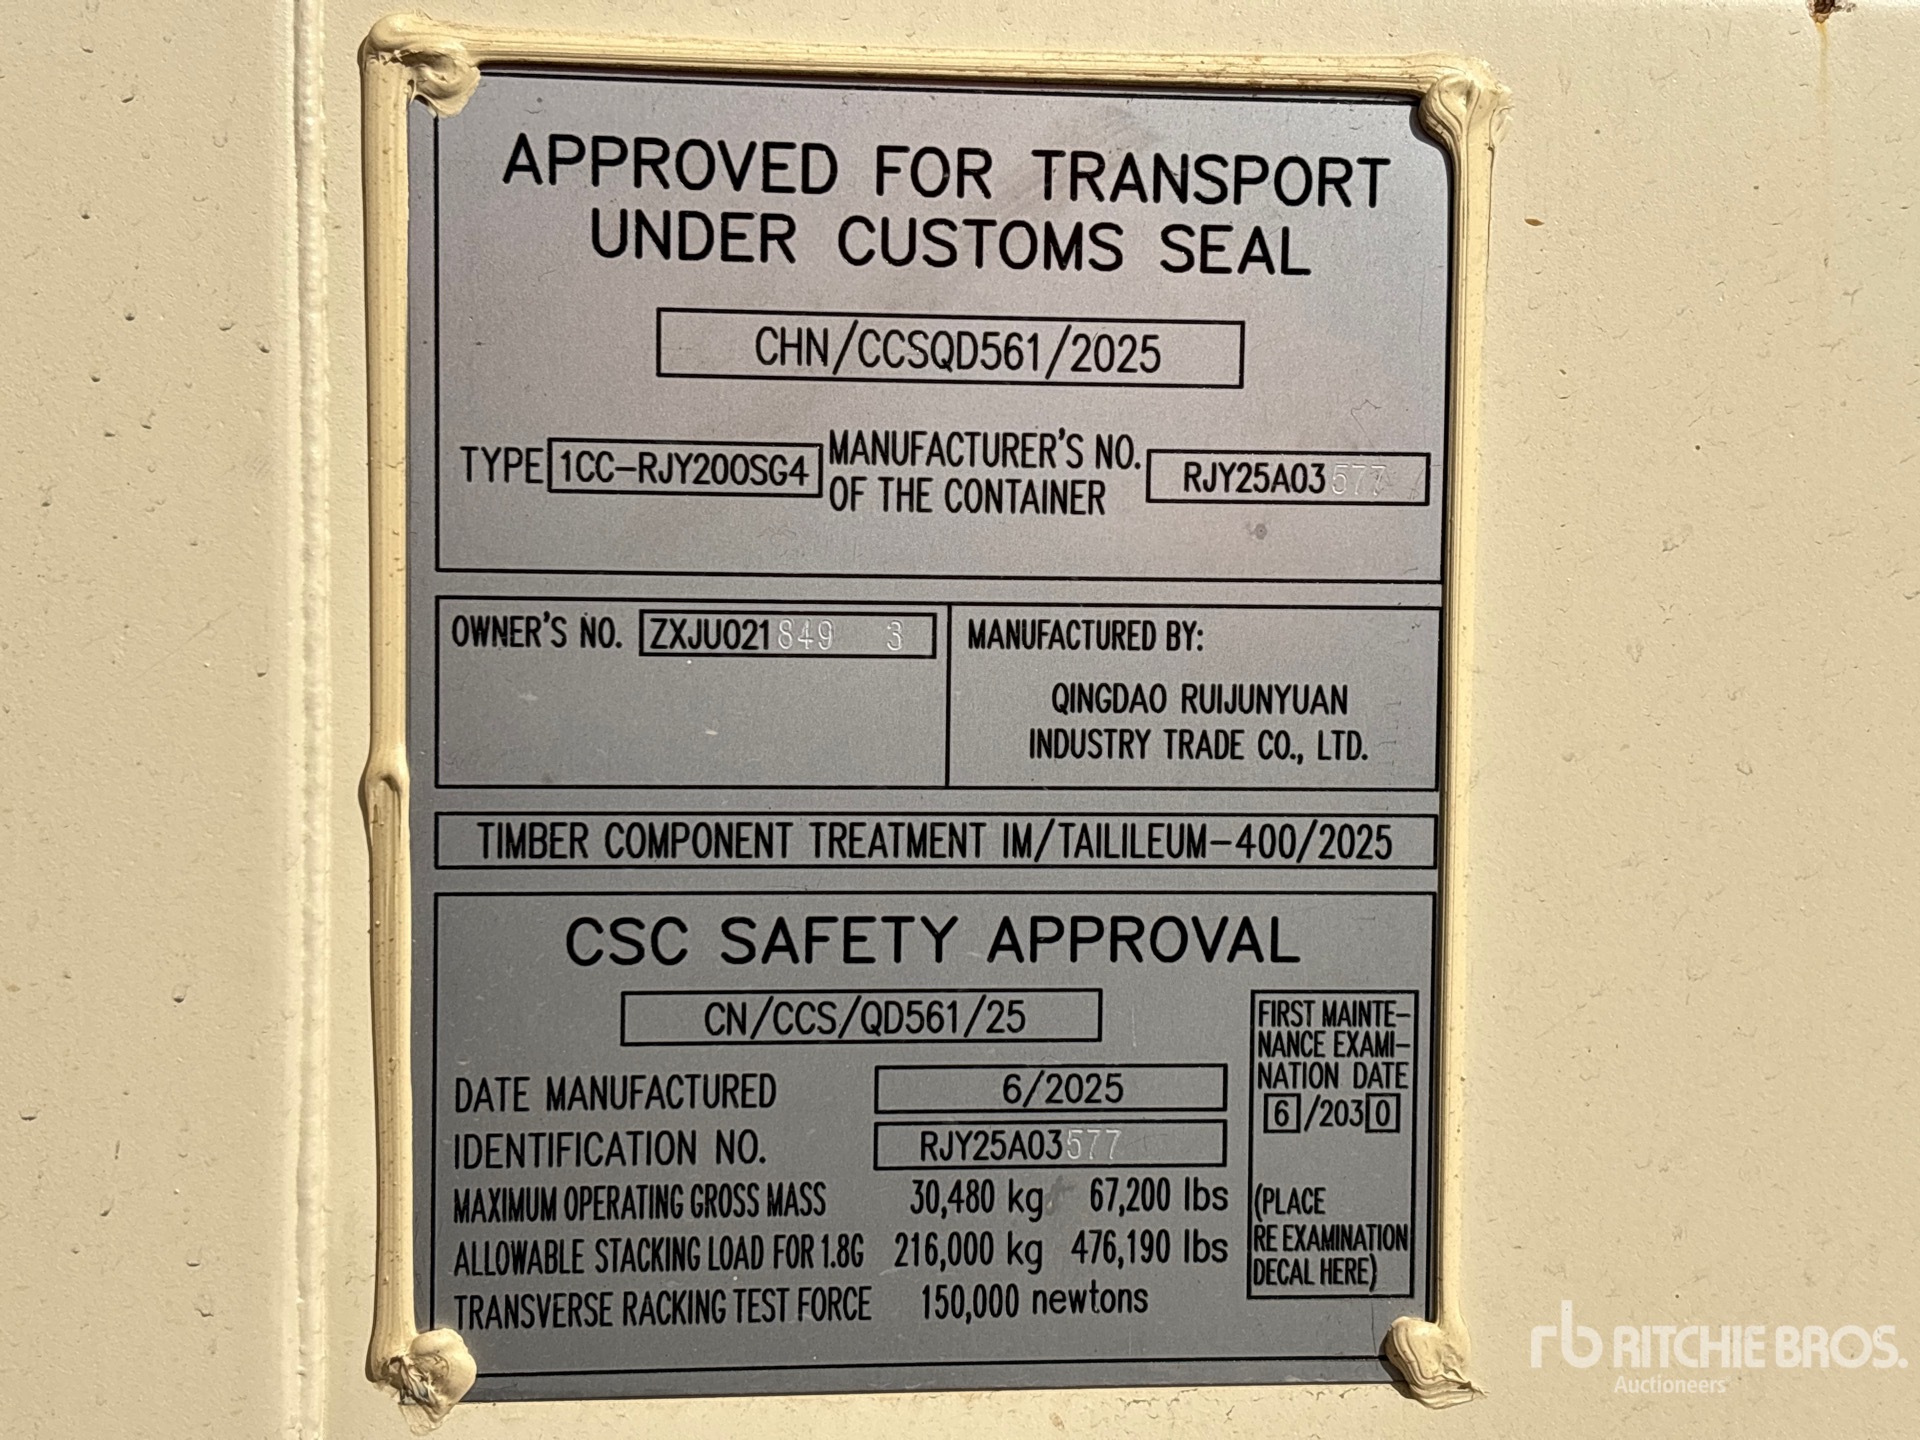 APPROVED FOR TRANSPORT
UNDER CUSTOMS SEAL
CHN/CCSQD561/2025
TYPE 1CC-RJY200SG4 MANUFACTURER'S NO. OF THE CONTAINER RJY25A03577
OWNER'S NO. ZXJU021849 3
MANUFACTURED BY:
QINGDAO RUIJUNYUAN
INDUSTRY TRADE CO., LTD.
TIMBER COMPONENT TREATMENT IM/TAILILEUM-400/2025
CSC SAFETY APPROVAL
CN/CCS/QD561/25
DATE MANUFACTURED 6/2025
IDENTIFICATION NO. RJY25A03577
MAXIMUM OPERATING GROSS MASS 30,480 kg 67,200 lbs
ALLOWABLE STACKING LOAD FOR 1.8G 216,000 kg 476,190 lbs
TRANSVERSE RACKING TEST FORCE 150,000 newtons
FIRST MAINTE-
NANCE EXAMI-
NATION DATE
6/2030
(PLACE
RE EXAMINATION
DECAL HERE)
rb RITCHIE BROS.
Auctioneers